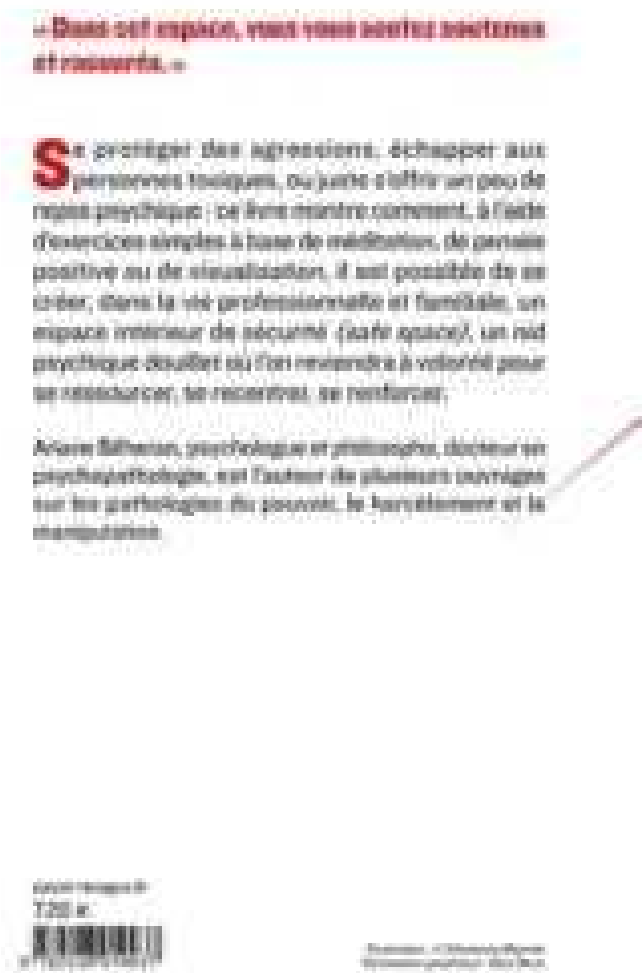 « Dans cet espace, vous vous sentez soutenus
et rassurés. »
Se protéger des agressions, échapper aux
personnes toxiques, ou juste s'offrir un peu de
repos psychique : ce livre montre comment, à l'aide
d'exercices simples à base de méditation, de pensée
positive ou de visualisation, il est possible de se
créer, dans la vie professionnelle et familiale, un
espace intérieur de sécurité (safe space), un nid
psychique douillet où l'on reviendra à volonté pour
se ressourcer, se recentrer, se renforcer.
Ariane Bilheran, psychologue et philosophe, docteur en
psychopathologie, est l'auteur de plusieurs ouvrages
sur les pathologies du pouvoir, le harcèlement et la
manipulation.